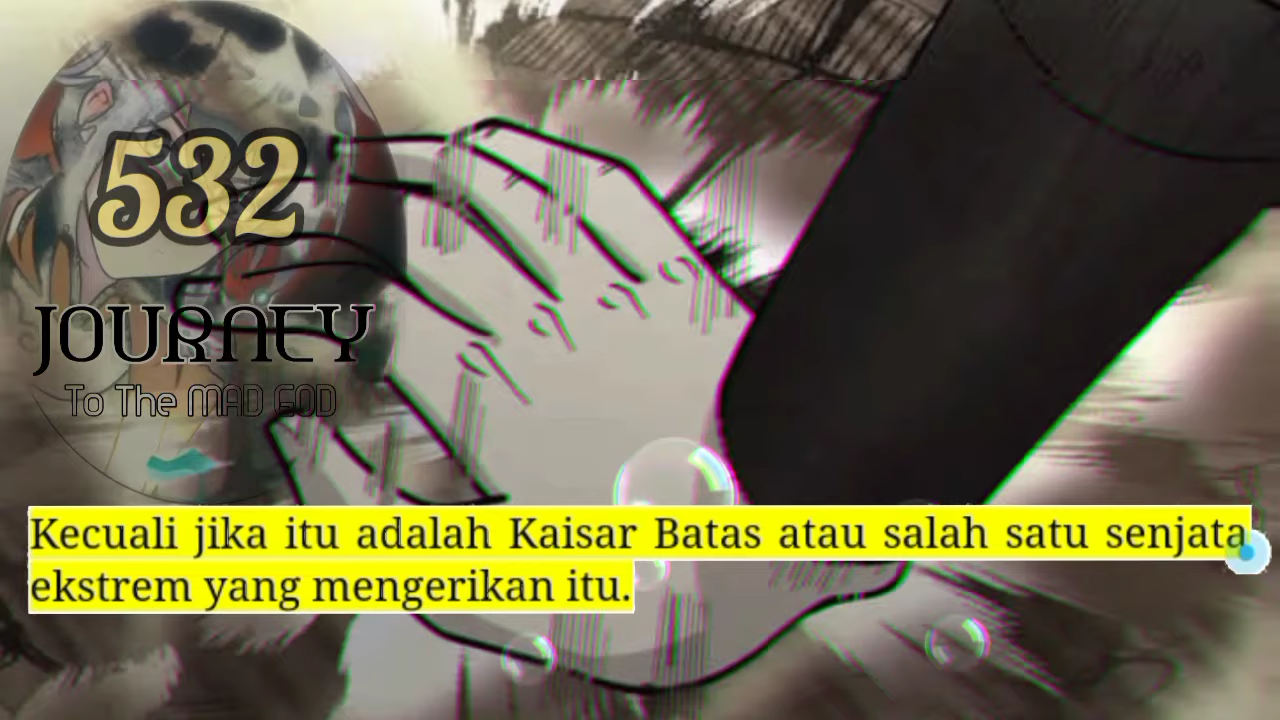 532
JOURNEY
To The MAD GOD
Kecuali jika itu adalah Kaisar Batas atau salah satu senjata
ekstrem yang mengerikan itu.